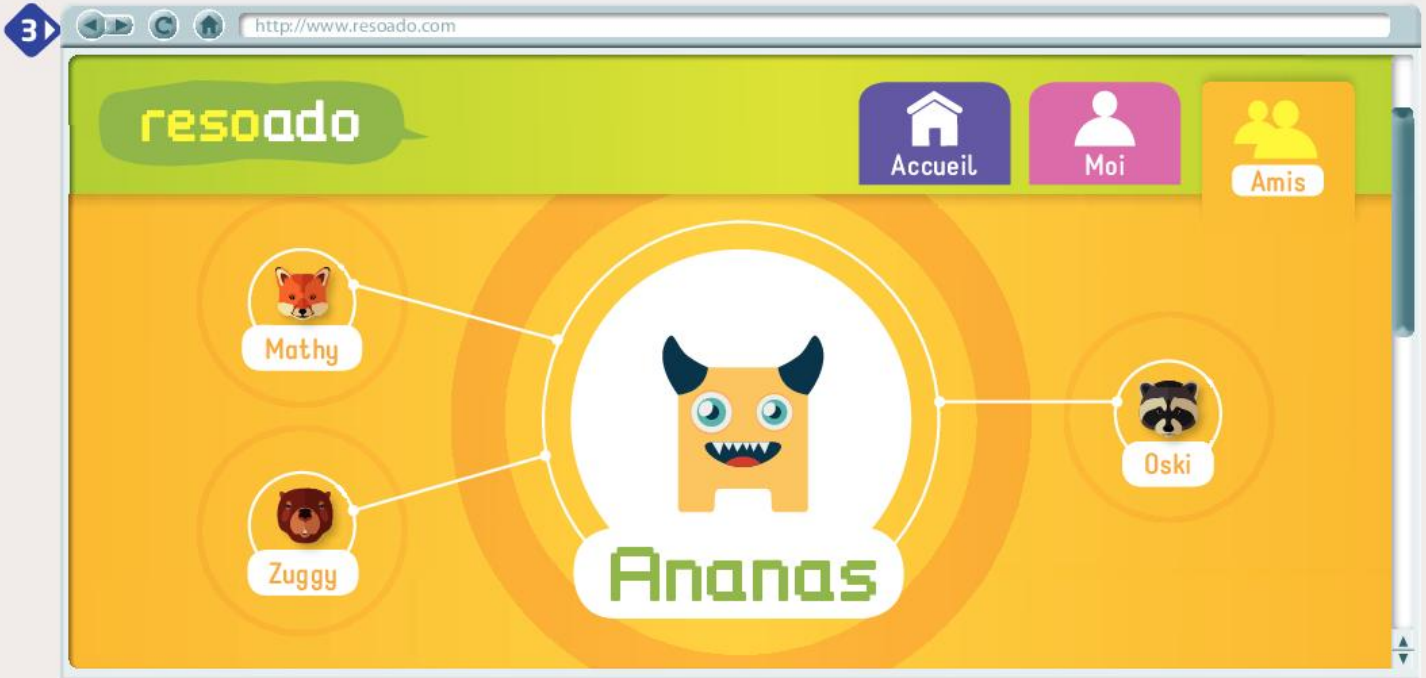 3
http://www.resoado.com
resoado
Accueil
Moi
Amis
Mathy
Zuggy
Ananas
Oski